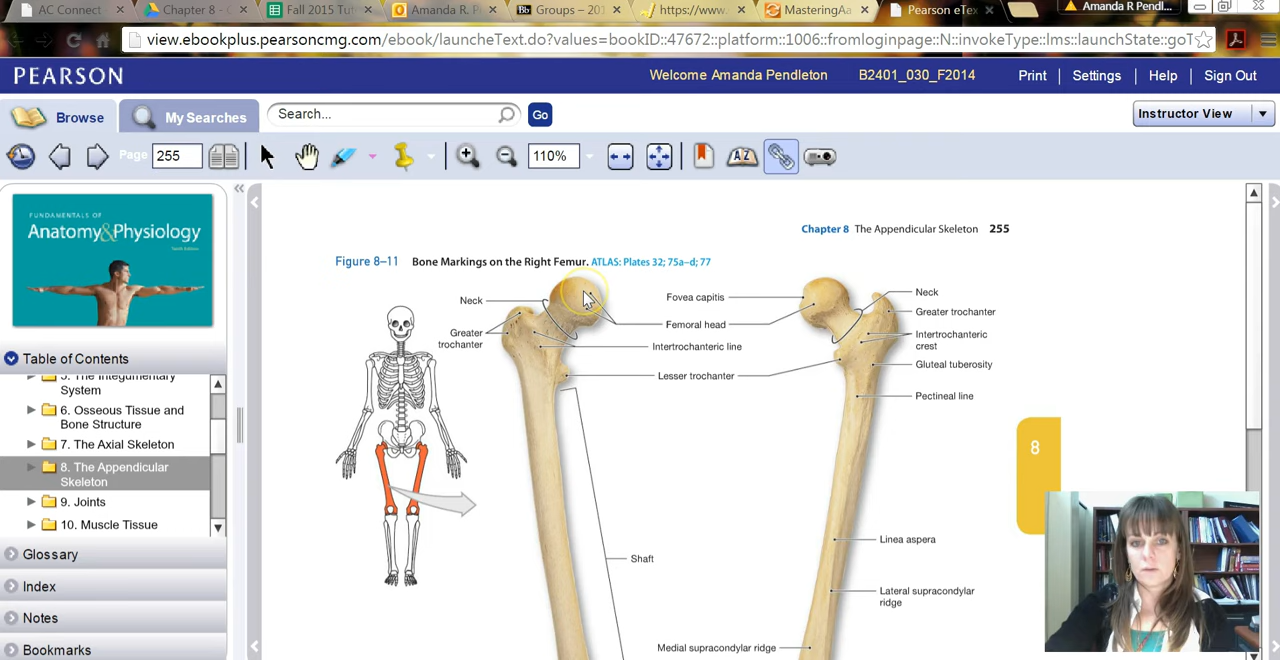 AC Connect
Chapter 8 -
Fall 2015 Tut
Amanda R. P
Bb Groups – 201
https://www.
MasteringAa
Pearson eTex
Amanda R Pendl...
view.ebookplus.pearsoncmg.com/ebook/launcheText.do?values=bookID::47672::platform::1006::fromloginpage::N::invokeType::lms::launchState::goT
PEARSON
Welcome Amanda Pendleton
B2401_030_F2014
Print
Settings
Help
Sign Out
Browse
My Searches
Search...
Go
Instructor View
Page
255
110%
A Z
FUNDAMENTALS OF
Anatomy & Physiology
Tenth Edition
Table of Contents
5. The Integumentary
System
6. Osseous Tissue and
Bone Structure
7. The Axial Skeleton
8. The Appendicular
Skeleton
9. Joints
10. Muscle Tissue
Glossary
Index
Notes
Bookmarks
Chapter 8 The Appendicular Skeleton 255
Figure 8–11 Bone Markings on the Right Femur. ATLAS: Plates 32; 75a–d; 77
Neck
Greater
trochanter
Fovea capitis
Femoral head
Intertrochanteric line
Lesser trochanter
Shaft
Neck
Greater trochanter
Intertrochanteric
crest
Gluteal tuberosity
Pectineal line
Linea aspera
Lateral supracondylar
ridge
Medial supracondylar ridge
8